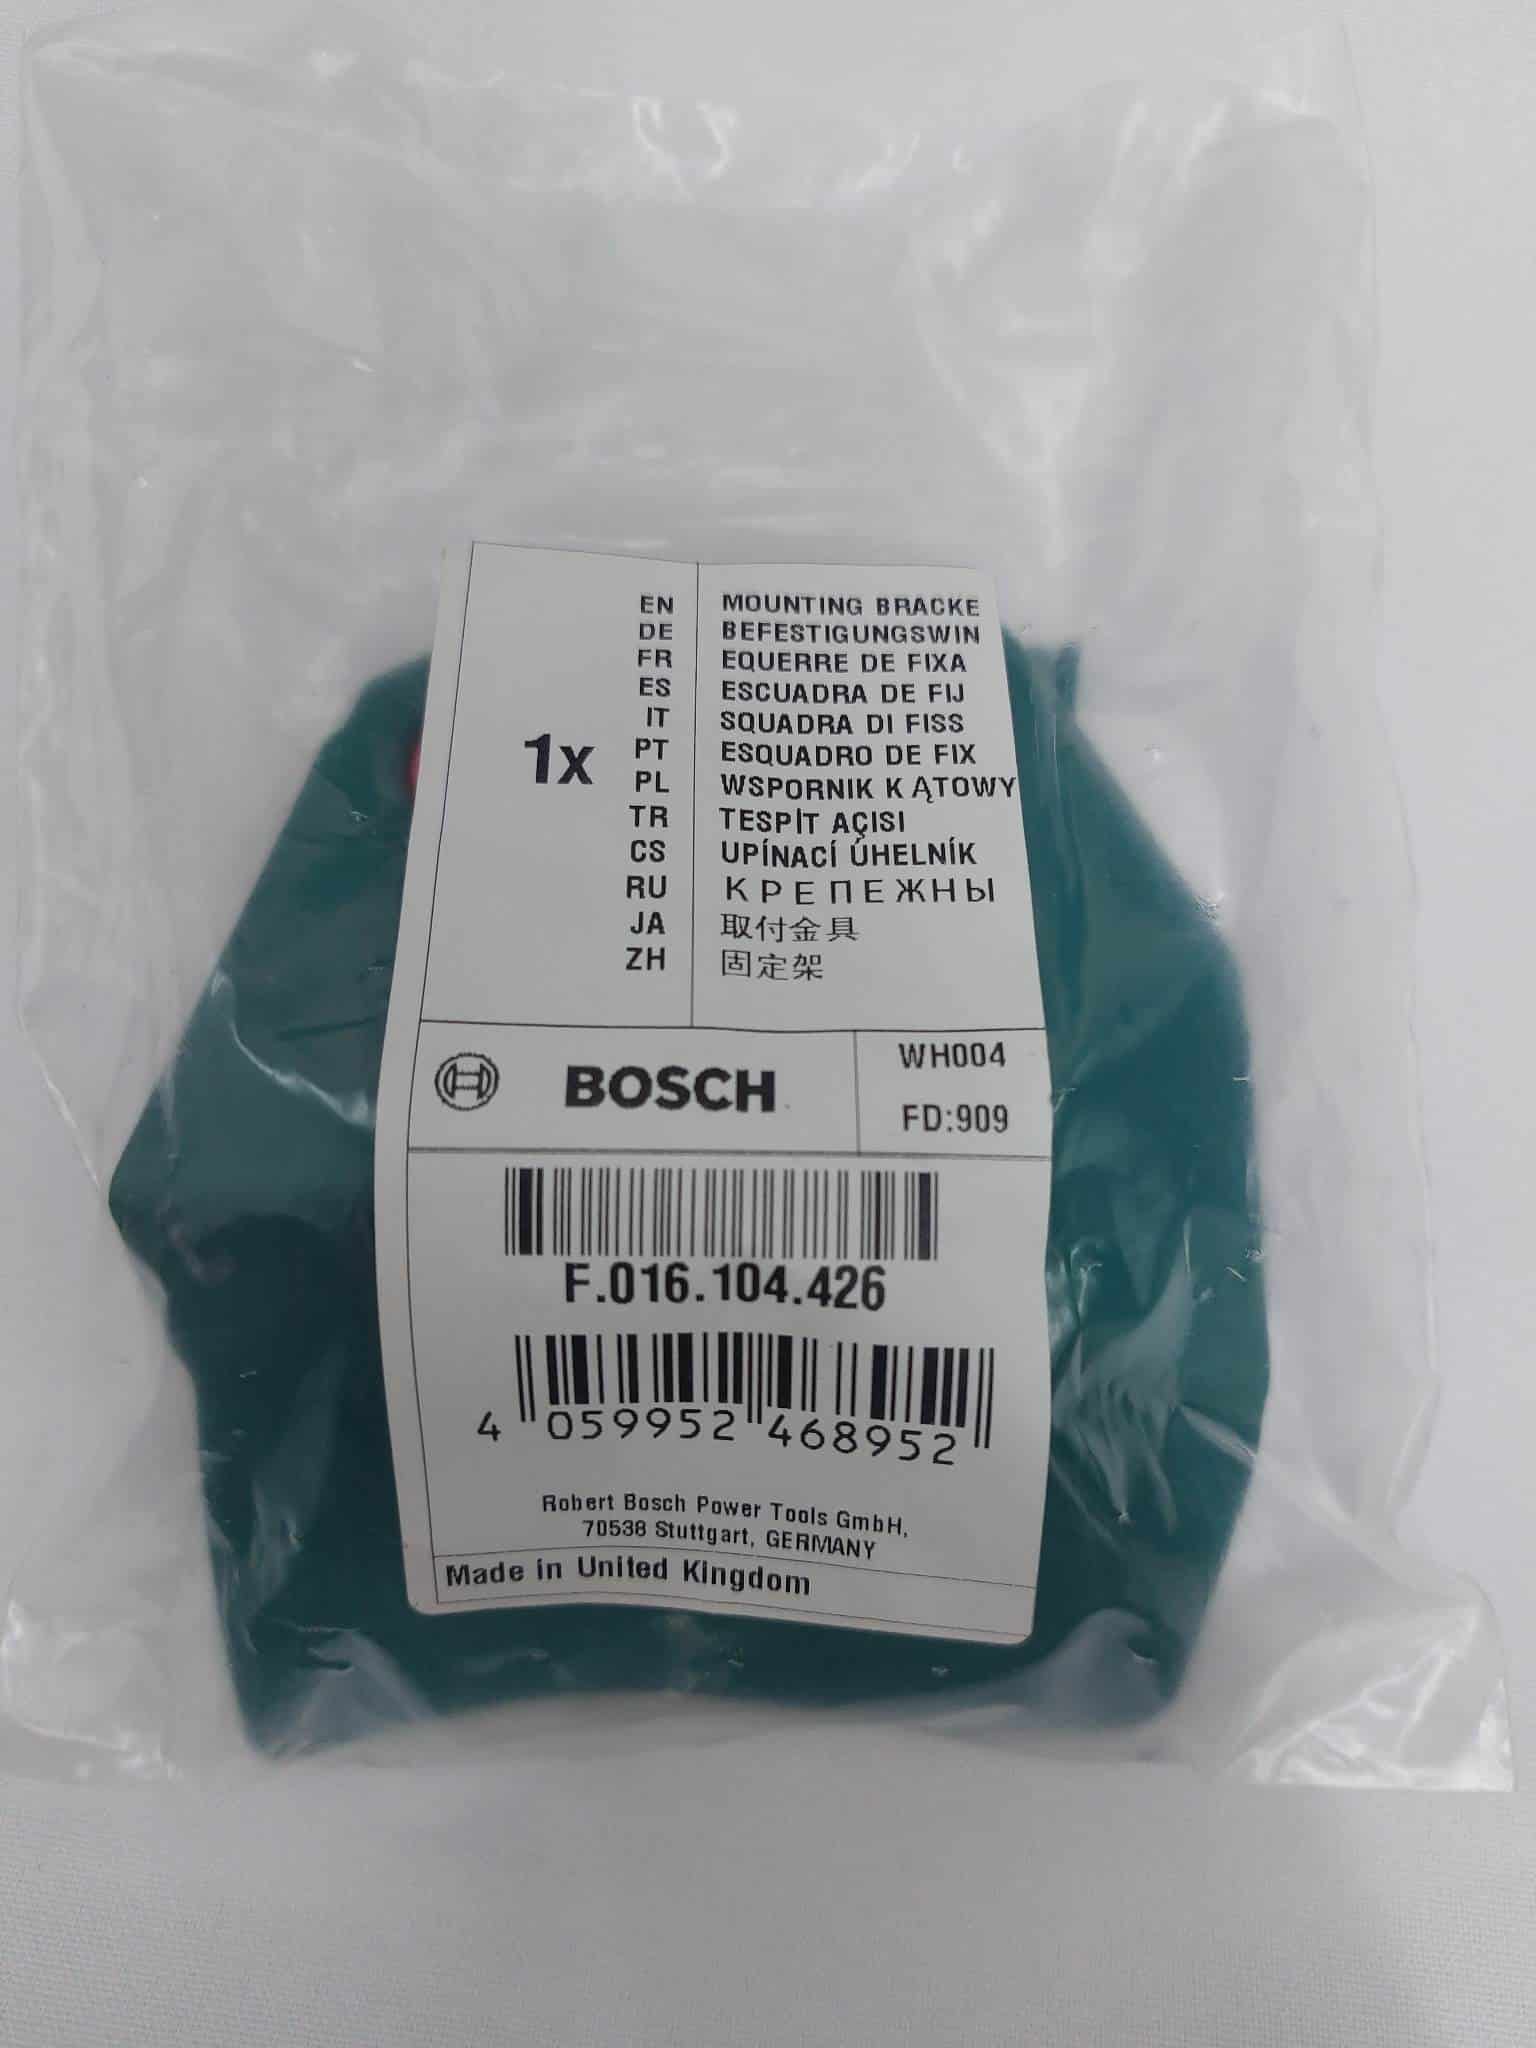 1x
EN MOUNTING BRACKE
DE BEFESTIGUNGSWIN
FR EQUERRE DE FIXA
ES ESCUADRA DE FIJ
IT SQUADRA DI FISS
PT ESQUADRO DE FIX
PL WSPORNIK KĄTOWY
TR TESPİT AÇISI
CS UPÍNACÍ ÚHELNÍK
RU КРЕПЕЖНЫ
JA 取付金具
ZH 固定架
BOSCH
WH004
FD:909
F.016.104.426
4 059952 468952
Robert Bosch Power Tools GmbH,
70538 Stuttgart, GERMANY
Made in United Kingdom